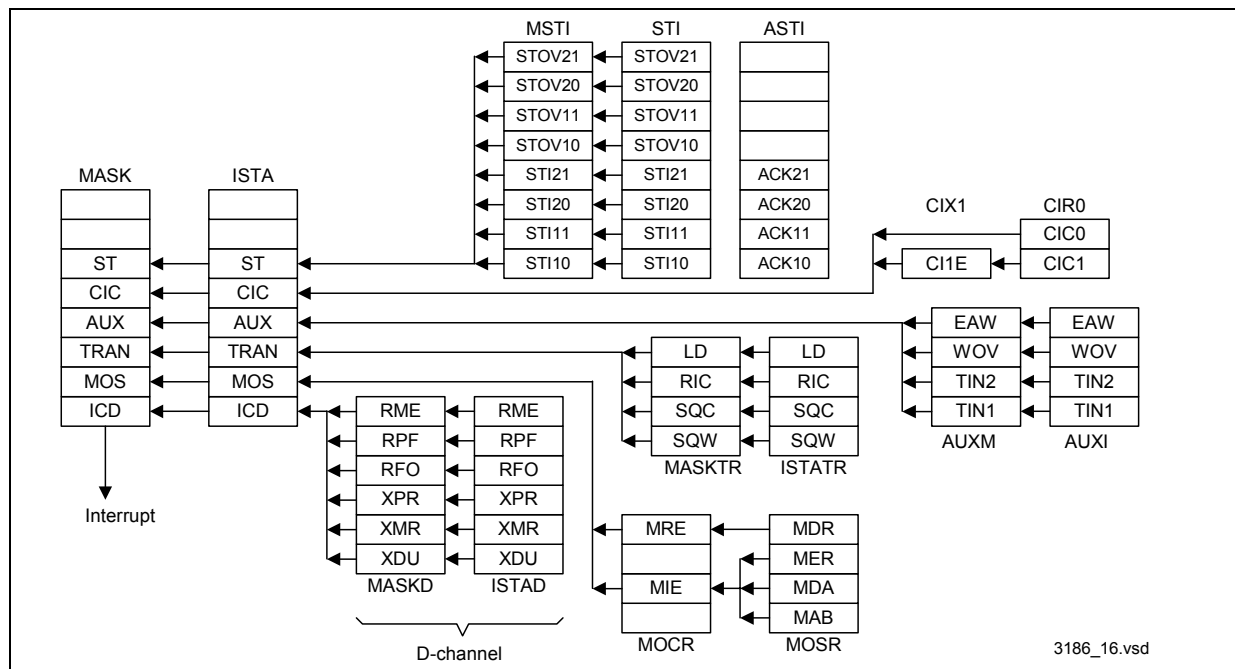 MSTI STI ASTI
STOV21 STOV21
STOV20 STOV20
STOV11 STOV11
STOV10 STOV10
MASK ISTA STI21 STI21 ACK21
STI20 STI20 ACK20 CIX1 CIR0
STI11 STI11 ACK11 CIC0
ST ST STI10 STI10 ACK10 CI1E CIC1
CIC CIC
AUX AUX EAW EAW
TRAN TRAN LD LD WOV WOV
MOS MOS RIC RIC TIN2 TIN2
ICD ICD RME RME SQC SQC TIN1 TIN1
RPF RPF SQW SQW AUXM AUXI
RFO RFO MASKTR ISTATR
XPR XPR
Interrupt
XMR XMR MRE MDR
XDU XDU MER
MASKD ISTAD MIE MDA
MAB
MOCR MOSR
D-channel
3186_16.vsd